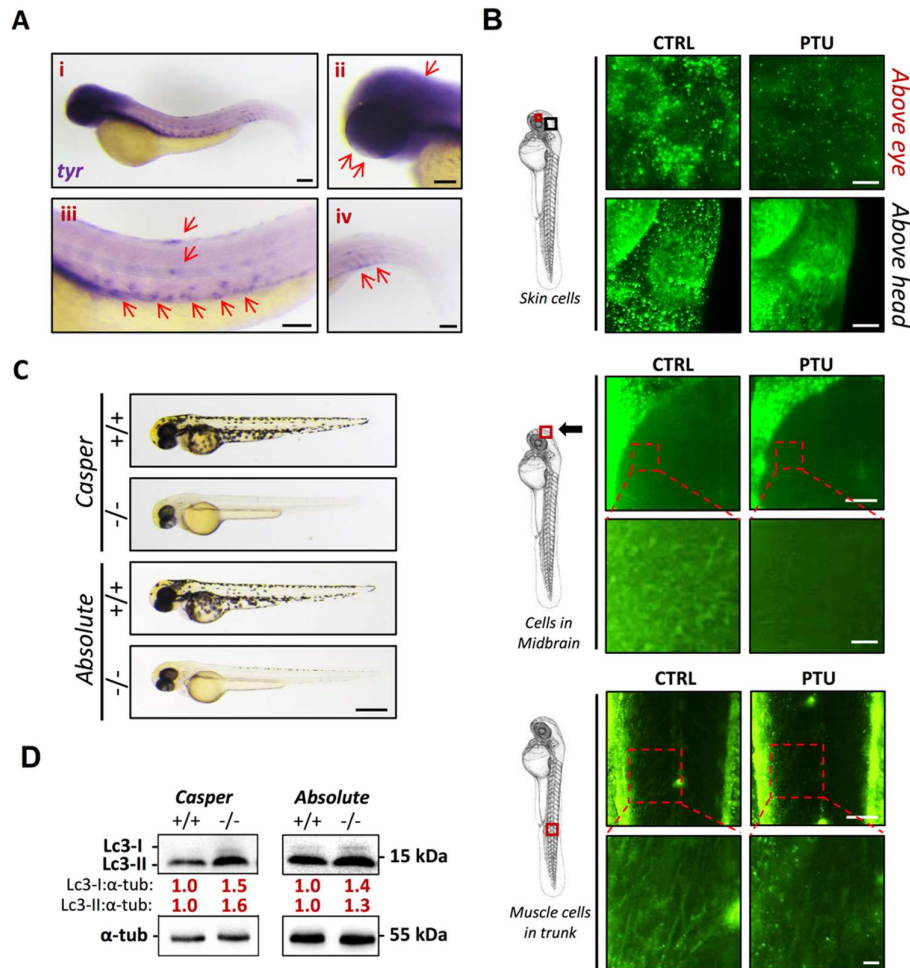 A
i
tyr
ii
iii
iv
B
CTRL
PTU
Above eye
Above head
Skin cells
CTRL
PTU
Cells in
Midbrain
CTRL
PTU
Muscle cells
in trunk
C
Casper
+/+
-/-
Absolute
+/+
-/-
D
Casper
Absolute
+/+
-/-
+/+
-/-
Lc3-I
Lc3-II
15 kDa
Lc3-I:α-tub: 1.0 1.5 1.0 1.4
Lc3-II:α-tub: 1.0 1.6 1.0 1.3
α-tub
55 kDa